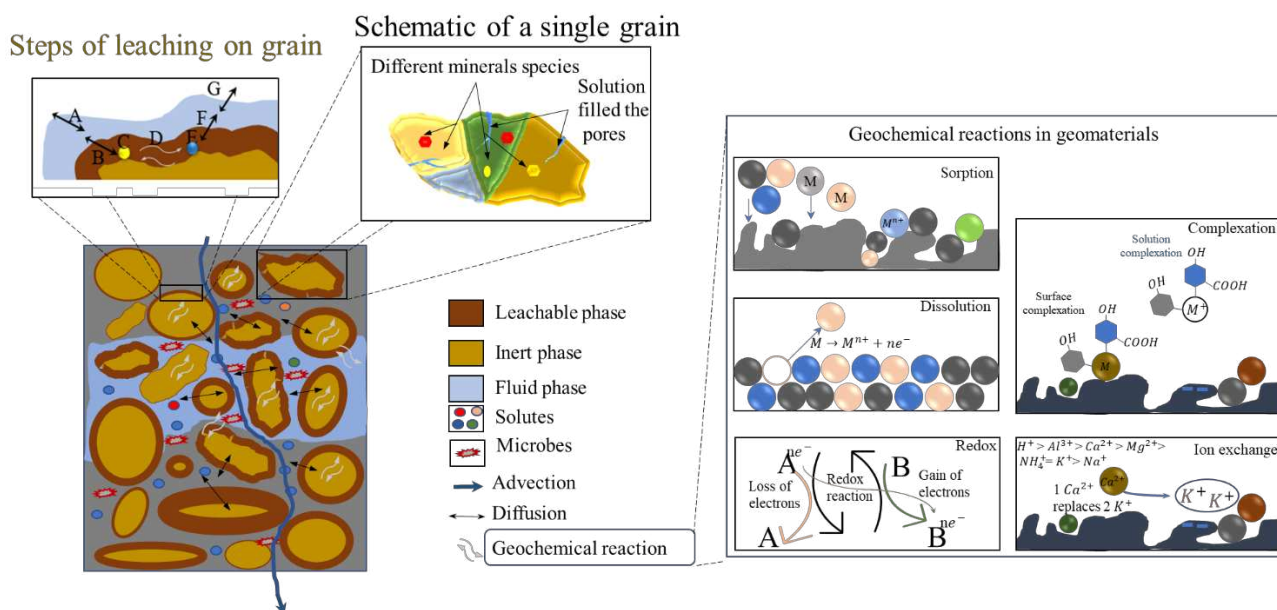 Steps of leaching on grain
A
B
C
D
E
F
G
Schematic of a single grain
Different minerals species
Solution
filled the
pores
Leachable phase
Inert phase
Fluid phase
Solutes
Microbes
Advection
Diffusion
Geochemical reaction
Geochemical reactions in geomaterials
Sorption
M
M
Mⁿ⁺
Dissolution
M → Mⁿ⁺ + ne⁻
Redox
A
ne⁻
Loss of
electrons
A
Redox
reaction
B
Gain of
electrons
ne⁻
B
Complexation
Solution
complexation
OH
COOH
OH
M⁺
Surface
complexation
OH
COOH
OH
M
Ion exchange
H⁺ > Al³⁺ > Ca²⁺ > Mg²⁺ >
NH₄⁺ = K⁺ > Na⁺
Ca²⁺
1 Ca²⁺
replaces 2 K⁺
K⁺ K⁺